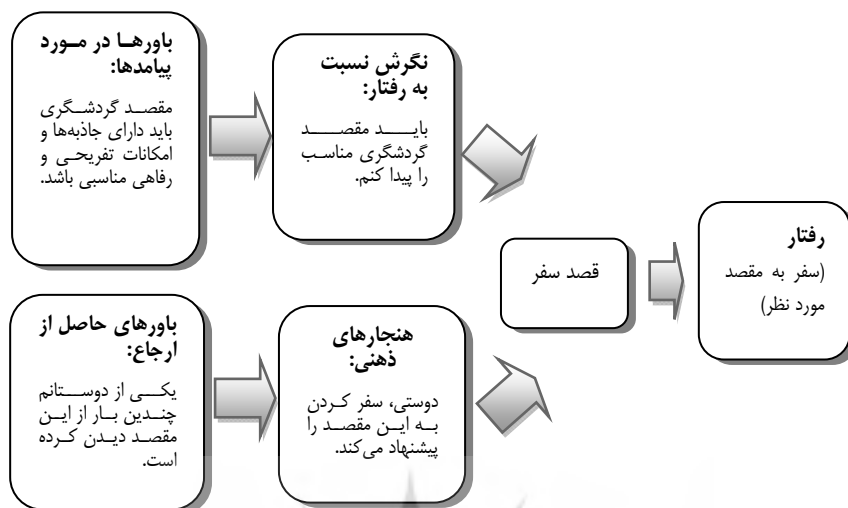 باورها در مورد
پیامدها:
مقصد گردشگری
باید دارای جاذبه‌ها و
امکانات تفریحی و
رفاهی مناسبی باشد.
نگرش نسبت
به رفتار:
باید مقصد
گردشگری مناسب
را پیدا کنم.
باورهای حاصل از
ارجاع:
یکی از دوستانم
چندین بار از این
مقصد دیدن کرده
است.
هنجارهای
ذهنی:
دوستی، سفر کردن
به این مقصد را
پیشنهاد می‌کند.
قصد سفر
رفتار
(سفر به مقصد
مورد نظر)